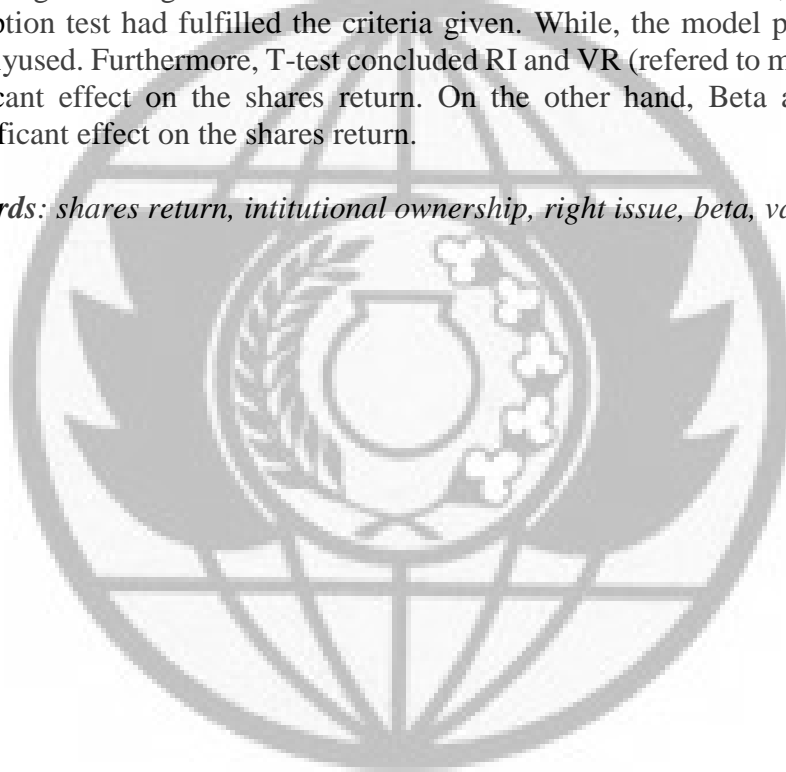 ption test had fulfilled the criteria given. While, the model p
yused. Furthermore, T-test concluded RI and VR (refered to m
cant effect on the shares return. On the other hand, Beta a
ficant effect on the shares return.
rds: shares return, intitutional ownership, right issue, beta, va